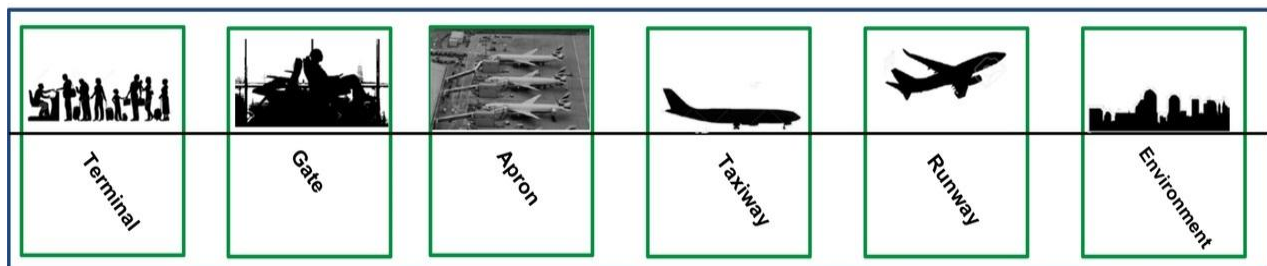 Terminal
Gate
Apron
Taxiway
Runway
Environment